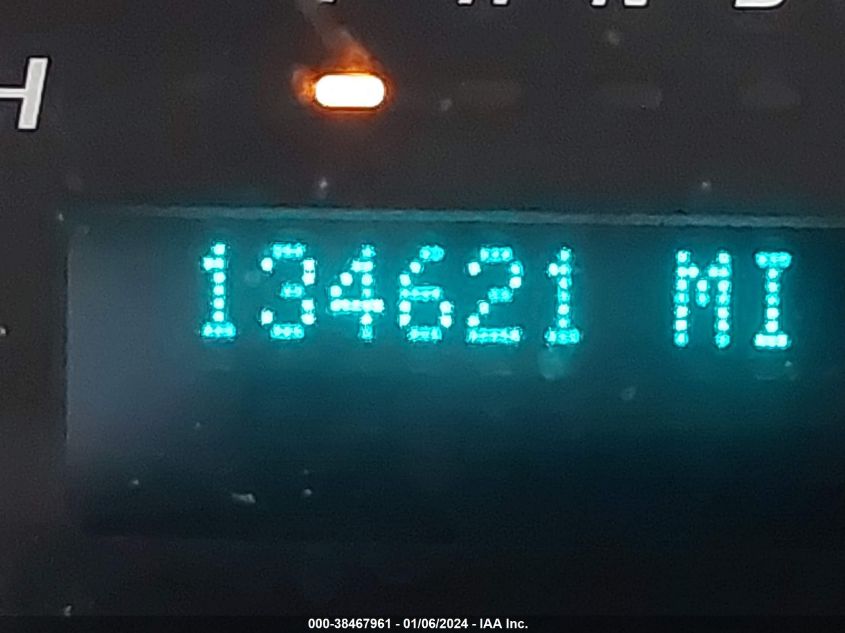 H
134621 MI
000-38467961 - 01/06/2024 - IAA Inc.